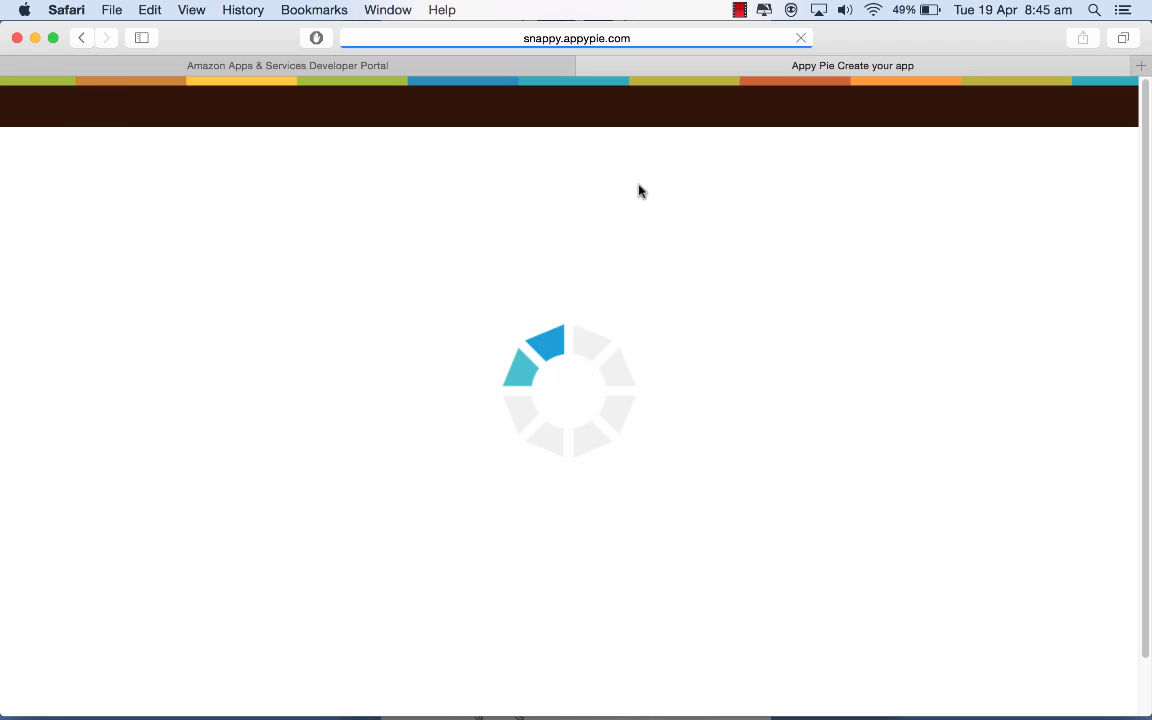 Safari File Edit View History Bookmarks Window Help 49% Tue 19 Apr 8:45 am
snappy.appypie.com
Amazon Apps & Services Developer Portal Appy Pie Create your app